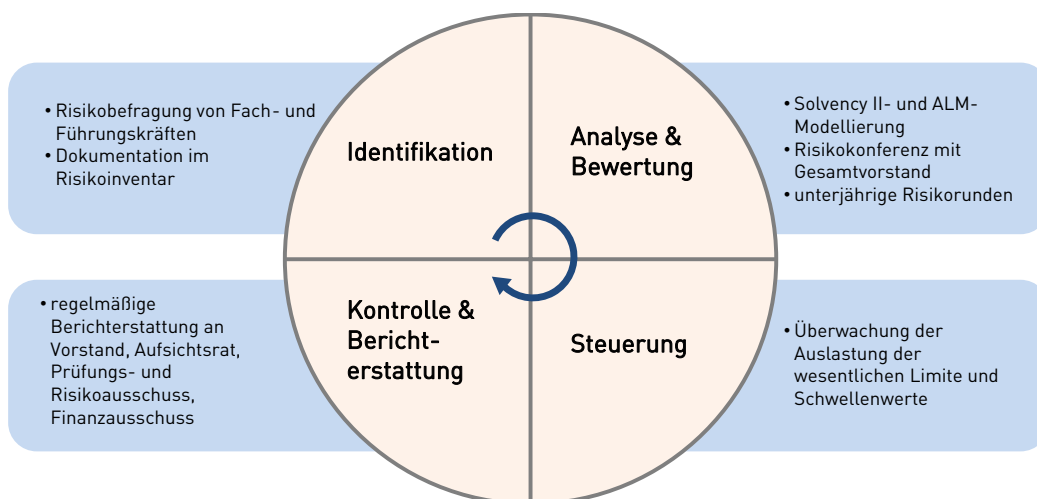 • Risikobefragung von Fach- und
Führungskräften
• Dokumentation im
Risikoinventar
Identifikation
Analyse &
Bewertung
• Solvency II- und ALM-
Modellierung
• Risikokonferenz mit
Gesamtvorstand
• unterjährige Risikorunden
• regelmäßige
Berichterstattung an
Vorstand, Aufsichtsrat,
Prüfungs- und
Risikoausschuss,
Finanzausschuss
Kontrolle &
Bericht-
erstattung
Steuerung
• Überwachung der
Auslastung der
wesentlichen Limite und
Schwellenwerte